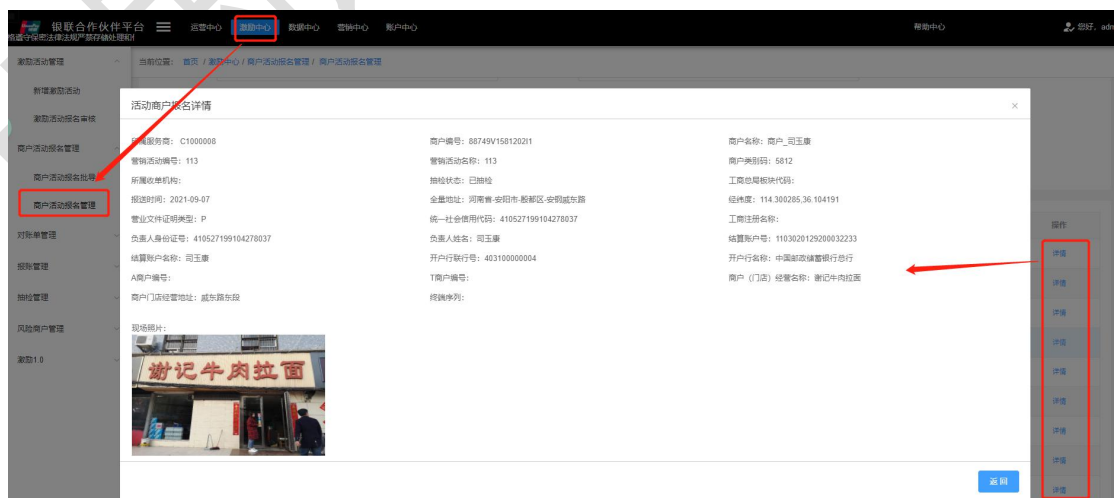 银联合作伙伴平台 运营中心 激励中心 数据中心 营销中心 账户中心 帮助中心 您好，adn
激励活动管理 当前位置： 首页 / 激励中心 / 商户活动报名管理 / 商户活动报名管理
新增激励活动
激励活动报名审核
商户活动报名管理
商户活动报名批导
商户活动报名管理
对账单管理
报账管理
抽检管理
风险商户管理
激励1.0
活动商户报名详情 ×
所属服务商： C1000008 商户编号：88749V1581202I1 商户名称：商户_司玉康
营销活动编号：113 营销活动名称：113 商户类别码：5812
所属收单机构： 抽检状态：已抽检 工商总局板块代码：
报送时间：2021-09-07 全量地址：河南省-安阳市-殷都区-安钢戚东路 经纬度：114.300285,36.104191
营业文件证明类型：P 统一社会信用代码：410527199104278037 工商注册名称：
负责人身份证号：410527199104278037 负责人姓名：司玉康 结算账户号：1103020129200032233
结算账户名称：司玉康 开户行联行号：403100000004 开户行名称：中国邮政储蓄银行总行
A商户编号： T商户编号： 商户（门店）经营名称：谢记牛肉拉面
商户门店经营地址：戚东路东段 终端序列：
现场照片：
谢记牛肉拉面
返回
操作
详情
详情
详情
详情
详情
详情
详情
详情
详情